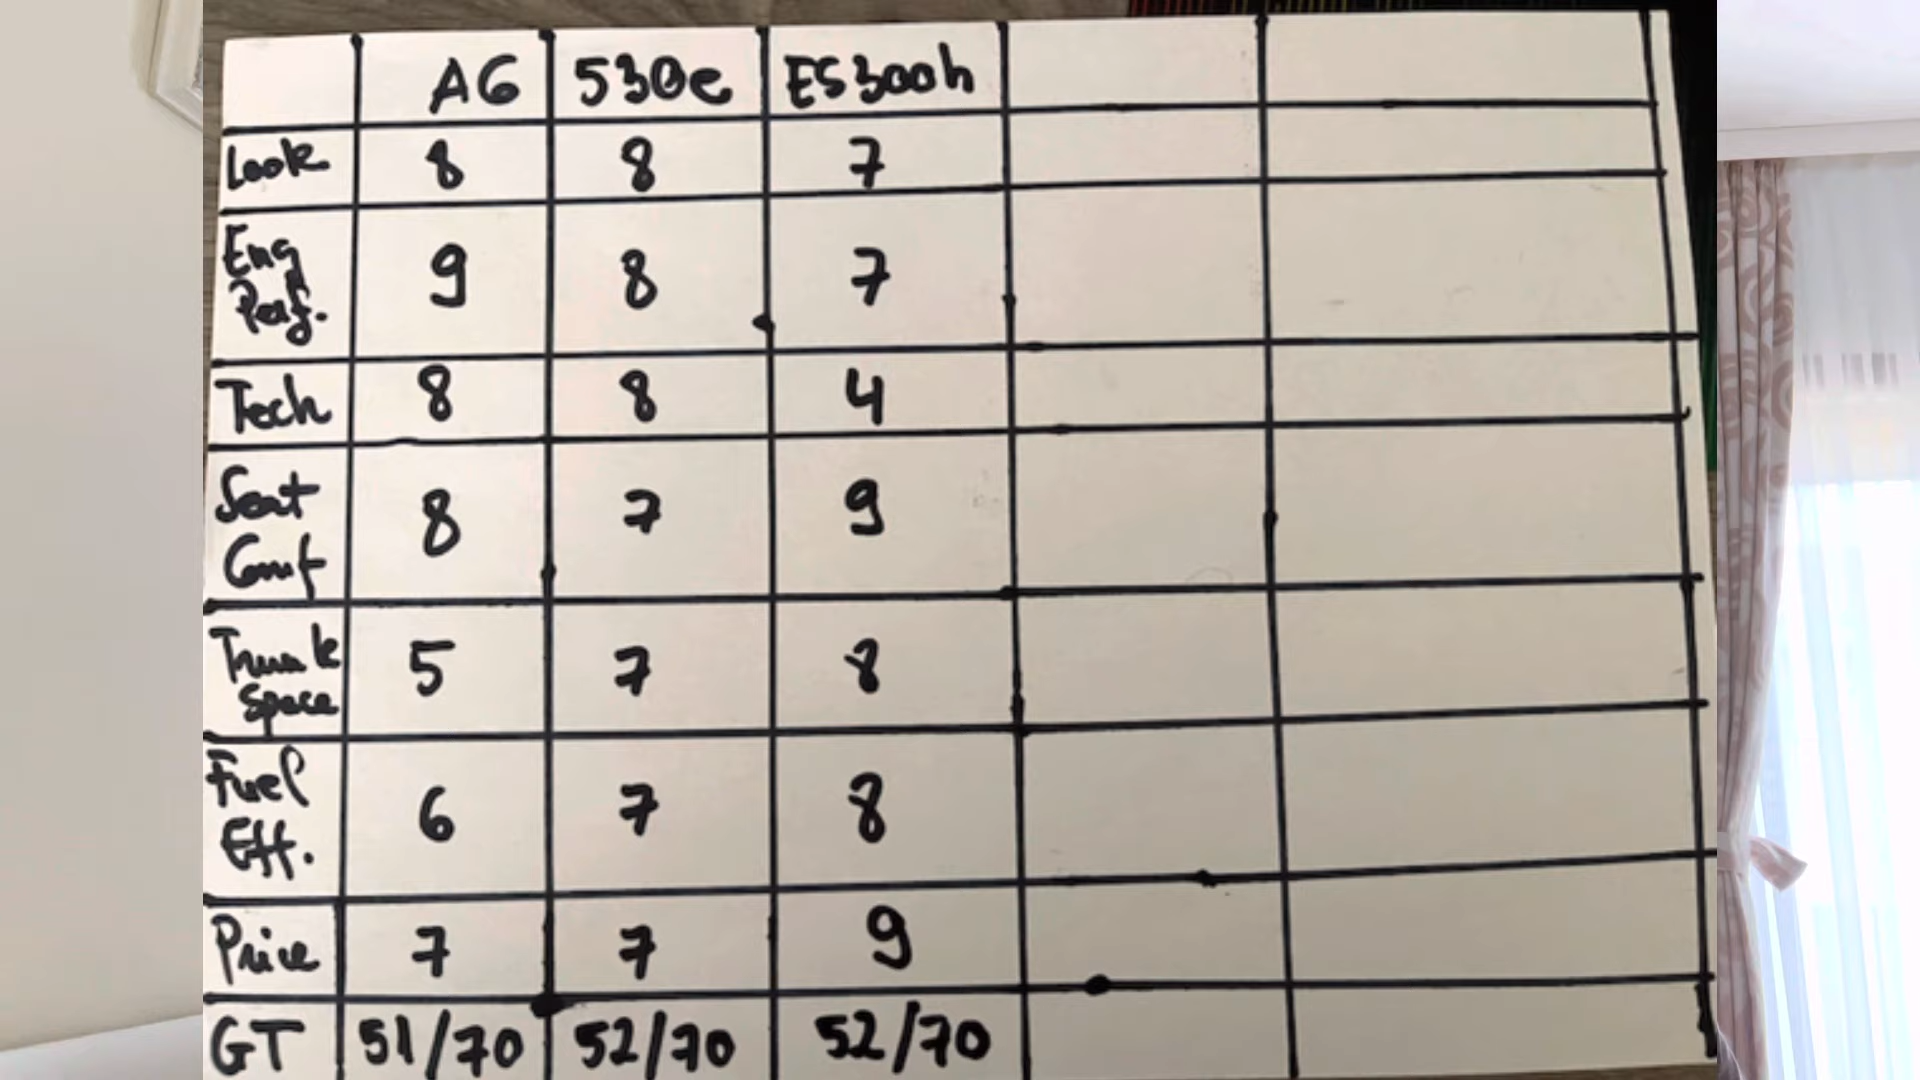 A6 530e ES300h
Look 8 8 7
Eng
Perf. 9 8 7
Tech 8 8 4
Seat
Comf 8 7 9
Trunk
Space 5 7 8
Fuel
Eff. 6 7 8
Price 7 7 9
GT 51/70 52/70 52/70